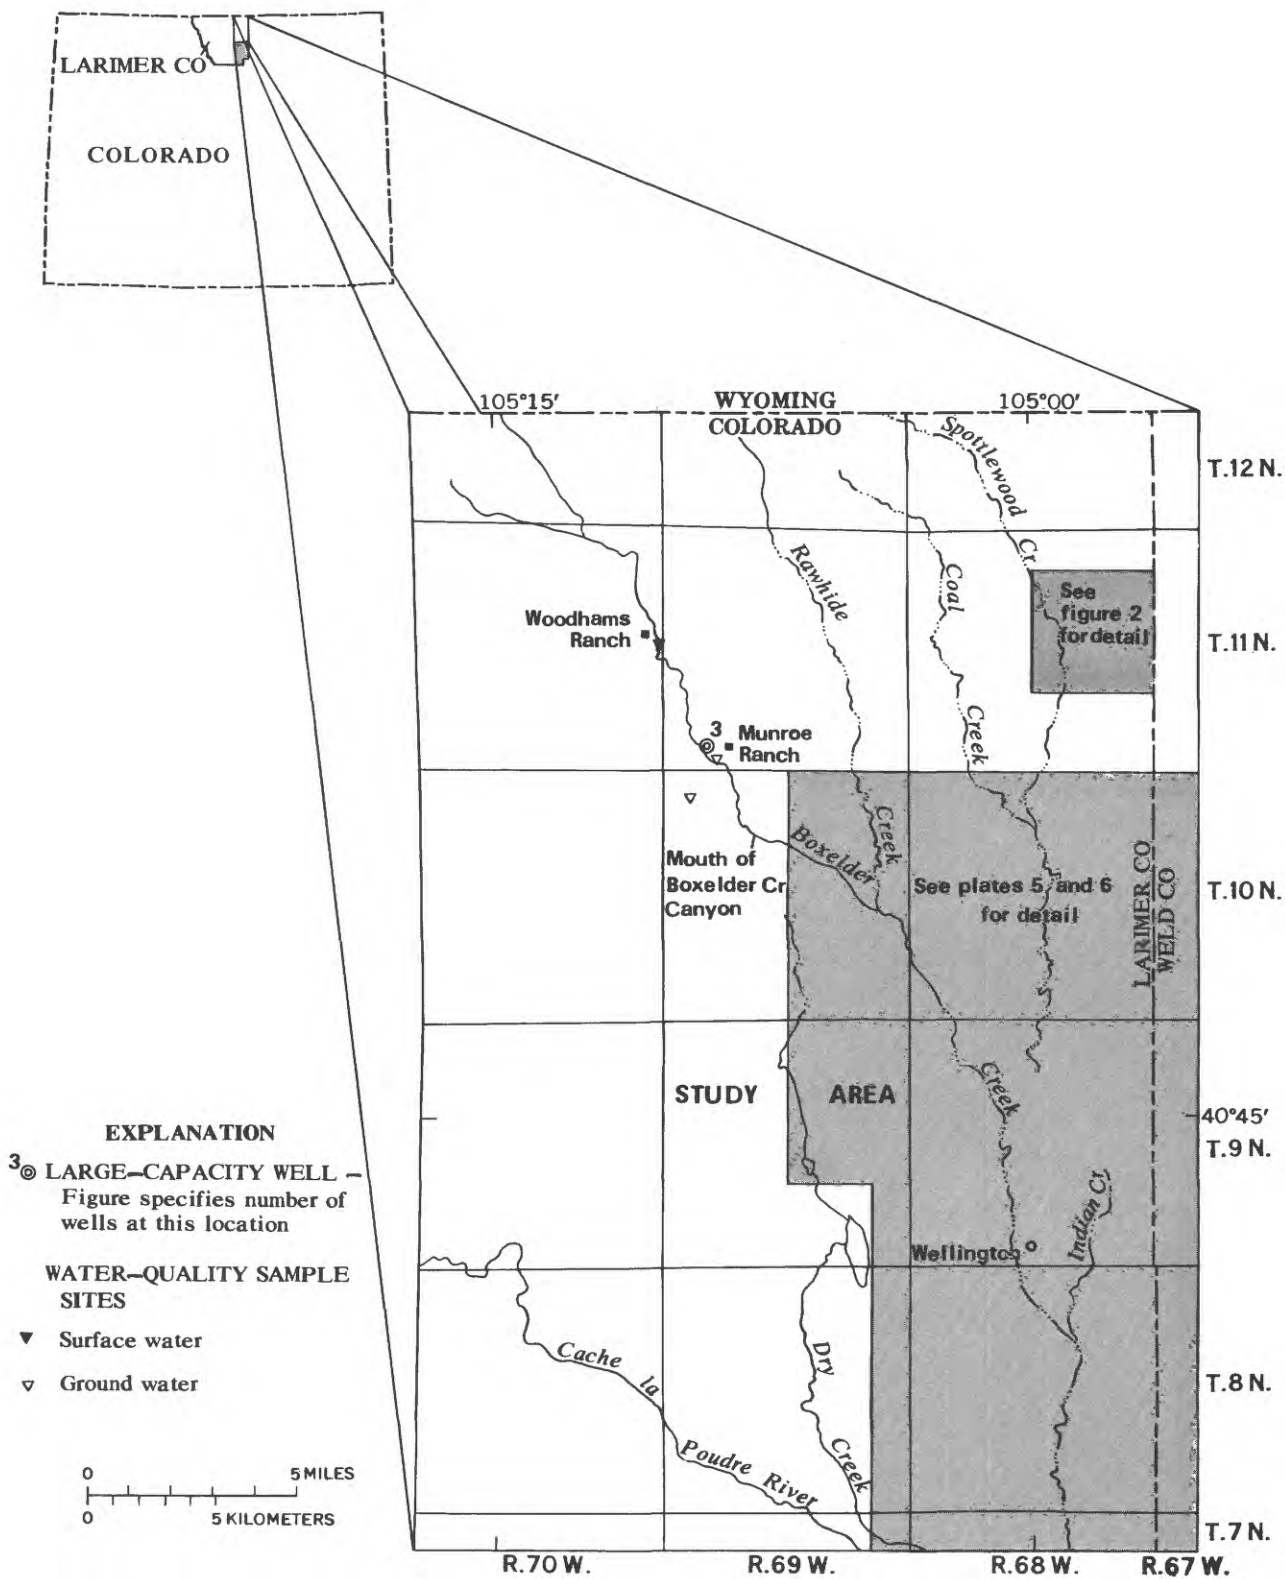 LARIMER CO
COLORADO
105°15'
WYOMING
COLORADO
105°00'
Spottlewood
Cr
T.12 N.
Rawhide
Creek
Coal
Creek
See
figure 2
for detail
Woodhams
Ranch
T.11 N.
3
Munroe
Ranch
Boxelder
Creek
Mouth of
Boxelder Cr
Canyon
See plates 5 and 6
for detail
LARIMER CO
WELD CO
T.10 N.
STUDY AREA
40°45'
T.9 N.
Indian Cr
Wellington
Cache
la
Poudre River
Dry
Creek
T.8 N.
T.7 N.
R.70 W.
R.69 W.
R.68 W.
R.67 W.
EXPLANATION
3 LARGE-CAPACITY WELL –
Figure specifies number of
wells at this location
WATER-QUALITY SAMPLE
SITES
Surface water
Ground water
0 5 MILES
0 5 KILOMETERS